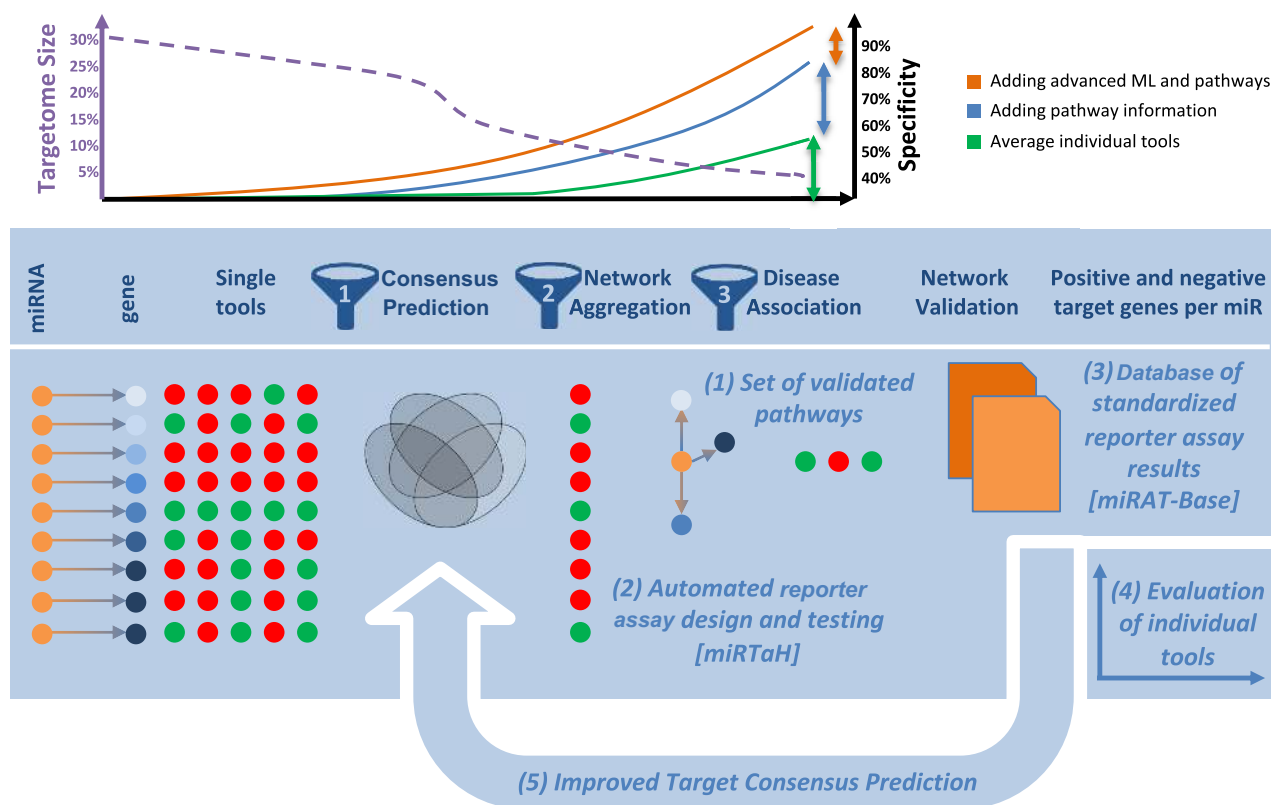 Targetome Size
30%
25%
20%
15%
10%
5%
90%
80%
70%
60%
50%
40%
Specificity
Adding advanced ML and pathways
Adding pathway information
Average individual tools
miRNA
gene
Single
tools
1
Consensus
Prediction
2
Network
Aggregation
3
Disease
Association
Network
Validation
Positive and negative
target genes per miR
(1) Set of validated
pathways
(2) Automated reporter
assay design and testing
[miRTaH]
(3) Database of
standardized
reporter assay
results
[miRAT-Base]
(4) Evaluation
of individual
tools
(5) Improved Target Consensus Prediction